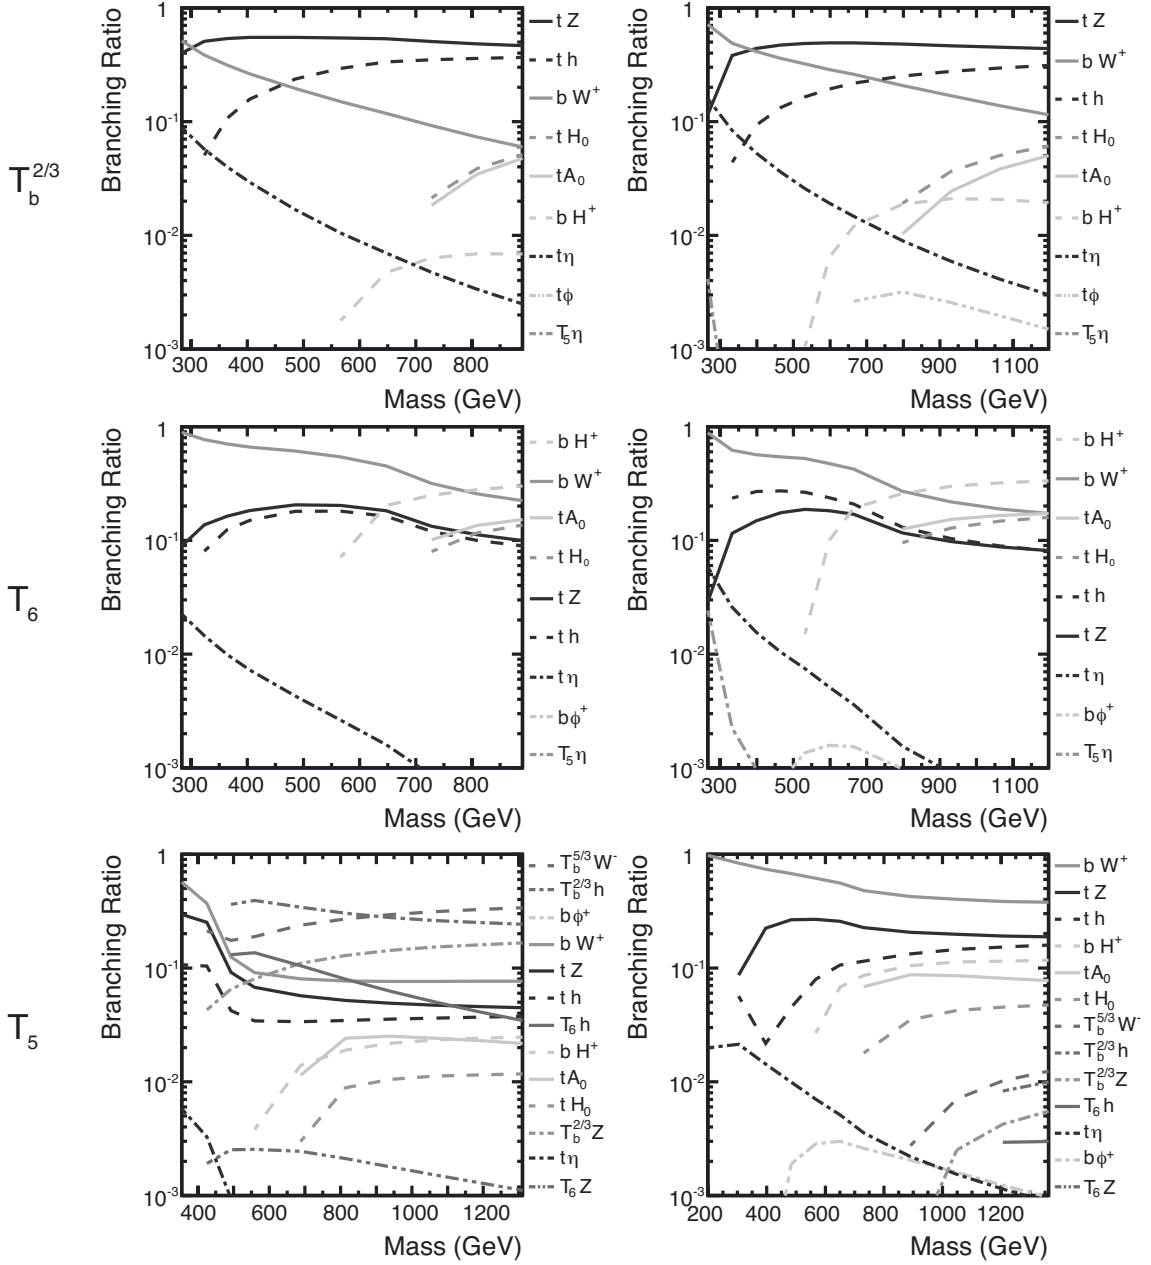 T_b^{2/3}
Branching Ratio
1
10^{-1}
10^{-2}
10^{-3}
300 400 500 600 700 800
Mass (GeV)
t Z
t h
b W^+
t H_0
tA_0
b H^+
tη
tϕ
T_5η
Branching Ratio
1
10^{-1}
10^{-2}
10^{-3}
300 500 700 900 1100
Mass (GeV)
t Z
b W^+
t h
t H_0
tA_0
b H^+
tη
tϕ
T_5η
T_6
Branching Ratio
1
10^{-1}
10^{-2}
10^{-3}
300 400 500 600 700 800
Mass (GeV)
b H^+
b W^+
tA_0
t H_0
t Z
t h
tη
bϕ^+
T_5η
Branching Ratio
1
10^{-1}
10^{-2}
10^{-3}
300 500 700 900 1100
Mass (GeV)
b H^+
b W^+
tA_0
t H_0
t h
t Z
tη
bϕ^+
T_5η
T_5
Branching Ratio
1
10^{-1}
10^{-2}
10^{-3}
400 600 800 1000 1200
Mass (GeV)
T_b^{5/3}W^-
T_b^{2/3}h
bϕ^+
b W^+
t Z
t h
T_6 h
b H^+
tA_0
t H_0
T_b^{2/3}Z
tη
T_6 Z
Branching Ratio
1
10^{-1}
10^{-2}
10^{-3}
200 400 600 800 1000 1200
Mass (GeV)
b W^+
t Z
t h
b H^+
tA_0
t H_0
T_b^{5/3}W^-
T_b^{2/3}h
T_b^{2/3}Z
T_6 h
tη
bϕ^+
T_6 Z